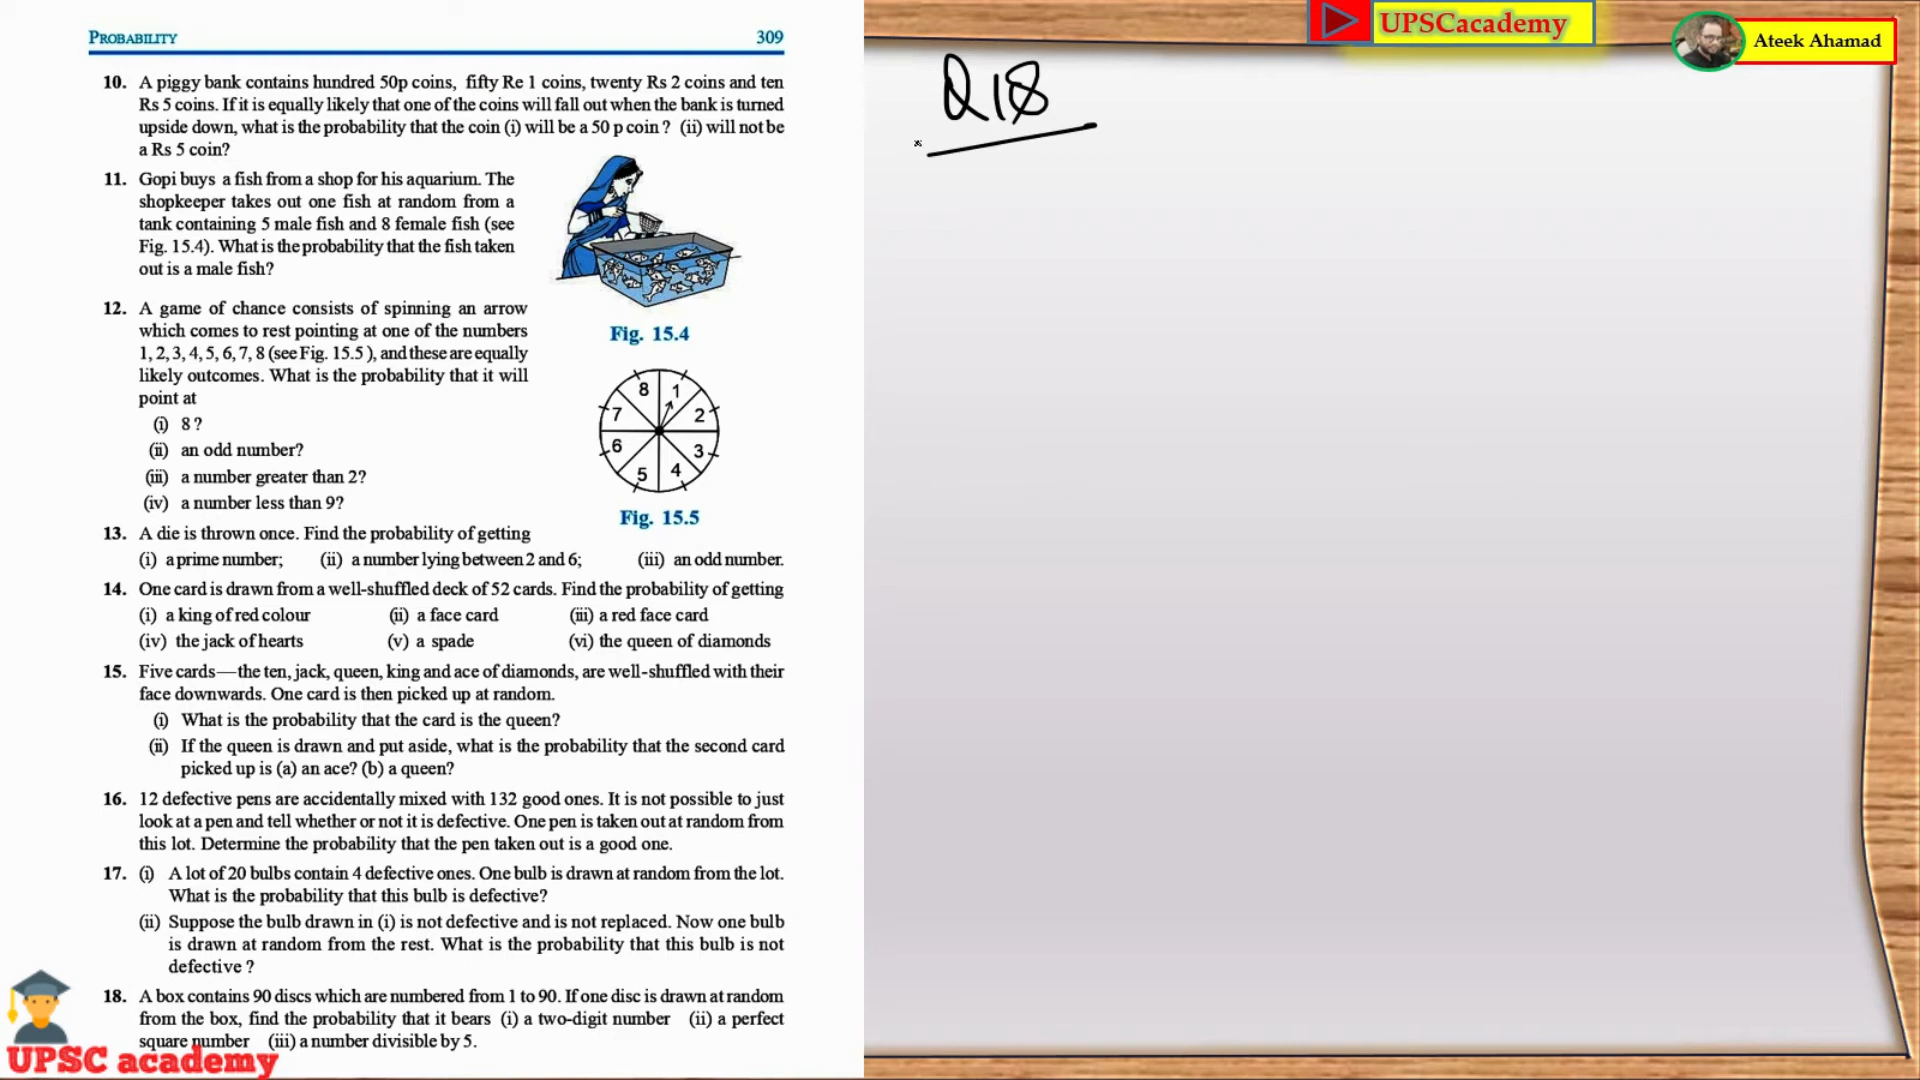 PROBABILITY 309
10. A piggy bank contains hundred 50p coins, fifty Re 1 coins, twenty Rs 2 coins and ten
Rs 5 coins. If it is equally likely that one of the coins will fall out when the bank is turned
upside down, what is the probability that the coin (i) will be a 50 p coin ? (ii) will not be
a Rs 5 coin?
11. Gopi buys a fish from a shop for his aquarium. The
shopkeeper takes out one fish at random from a
tank containing 5 male fish and 8 female fish (see
Fig. 15.4). What is the probability that the fish taken
out is a male fish?
Fig. 15.4
12. A game of chance consists of spinning an arrow
which comes to rest pointing at one of the numbers
1, 2, 3, 4, 5, 6, 7, 8 (see Fig. 15.5 ), and these are equally
likely outcomes. What is the probability that it will
point at
(i) 8 ?
(ii) an odd number?
(iii) a number greater than 2?
(iv) a number less than 9?
8 1
7 2
6 3
5 4
Fig. 15.5
13. A die is thrown once. Find the probability of getting
(i) a prime number; (ii) a number lying between 2 and 6; (iii) an odd number.
14. One card is drawn from a well-shuffled deck of 52 cards. Find the probability of getting
(i) a king of red colour (ii) a face card (iii) a red face card
(iv) the jack of hearts (v) a spade (vi) the queen of diamonds
15. Five cards—the ten, jack, queen, king and ace of diamonds, are well-shuffled with their
face downwards. One card is then picked up at random.
(i) What is the probability that the card is the queen?
(ii) If the queen is drawn and put aside, what is the probability that the second card
picked up is (a) an ace? (b) a queen?
16. 12 defective pens are accidentally mixed with 132 good ones. It is not possible to just
look at a pen and tell whether or not it is defective. One pen is taken out at random from
this lot. Determine the probability that the pen taken out is a good one.
17. (i) A lot of 20 bulbs contain 4 defective ones. One bulb is drawn at random from the lot.
What is the probability that this bulb is defective?
(ii) Suppose the bulb drawn in (i) is not defective and is not replaced. Now one bulb
is drawn at random from the rest. What is the probability that this bulb is not
defective ?
18. A box contains 90 discs which are numbered from 1 to 90. If one disc is drawn at random
from the box, find the probability that it bears (i) a two-digit number (ii) a perfect
square number (iii) a number divisible by 5.
UPSC academy
Q18
UPSCacademy
Ateek Ahamad